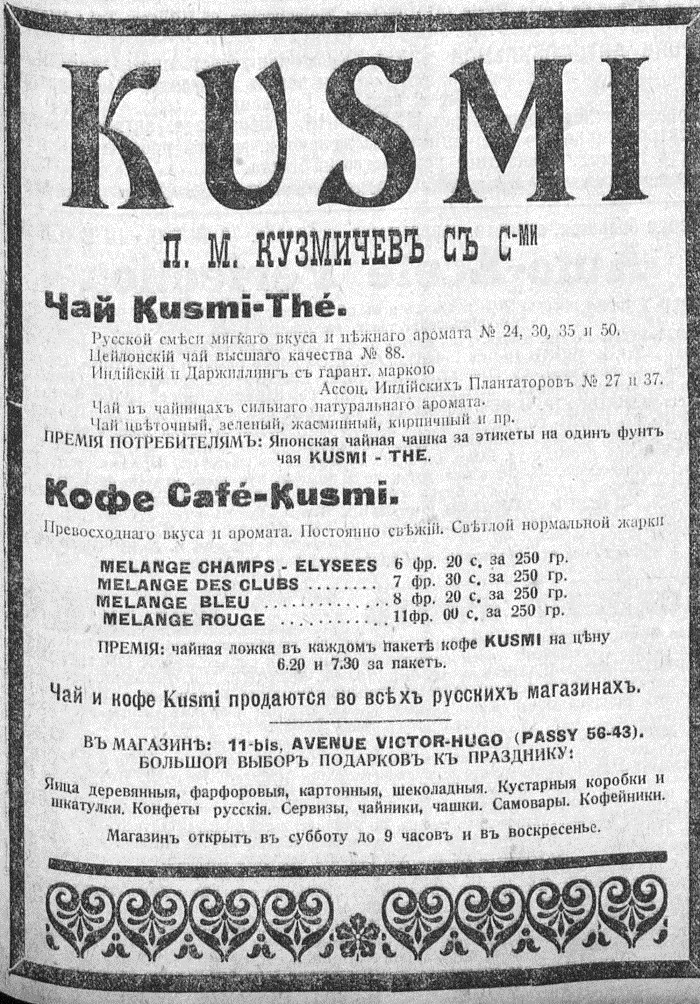 KUSMI
П. М. КУЗМИЧЕВЪ СЪ С-МИ
Чай Kusmi-Thé.
Русской смѣси мягкаго вкуса и нѣжнаго аромата № 24, 30, 35 и 50.
Цейлонскій чай высшаго качества № 88.
Индійскій и Даржиллингъ съ гарант. маркою
Ассоц. Индійскихъ Плантаторовъ № 27 и 37.
Чай въ чайницахъ сильнаго натуральнаго аромата.
Чай цвѣточный, зеленый, жасминный, кирпичный и пр.
ПРЕМІЯ ПОТРЕБИТЕЛЯМЪ: Японская чайная чашка за этикеты на одинъ фунтъ
чая KUSMI - THE.
Кофе Café-Kusmi.
Превосходнаго вкуса и аромата. Постоянно свѣжій. Свѣтлой нормальной жарки
MELANGE CHAMPS - ELYSEES 6 фр. 20 с. за 250 гр.
MELANGE DES CLUBS ........ 7 фр. 30 с. за 250 гр.
MELANGE BLEU .............. 8 фр. 20 с. за 250 гр.
MELANGE ROUGE ........... 11фр. 00 с. за 250 гр.
ПРЕМІЯ: чайная ложка въ каждомъ пакетѣ кофе KUSMI на цѣну
6.20 и 7.30 за пакетъ.
Чай и кофе Kusmi продаются во всѣхъ русскихъ магазинахъ.
ВЪ МАГАЗИНѢ: 11-bis, AVENUE VICTOR-HUGO (PASSY 56-43).
БОЛЬШОЙ ВЫБОРЪ ПОДАРКОВЪ КЪ ПРАЗДНИКУ:
Яйца деревянныя, фарфоровыя, картонныя, шеколадныя. Кустарныя коробки и
шкатулки. Конфеты русскія. Сервизы, чайники, чашки. Самовары. Кофейники.
Магазинъ открытъ въ субботу до 9 часовъ и въ воскресенье.